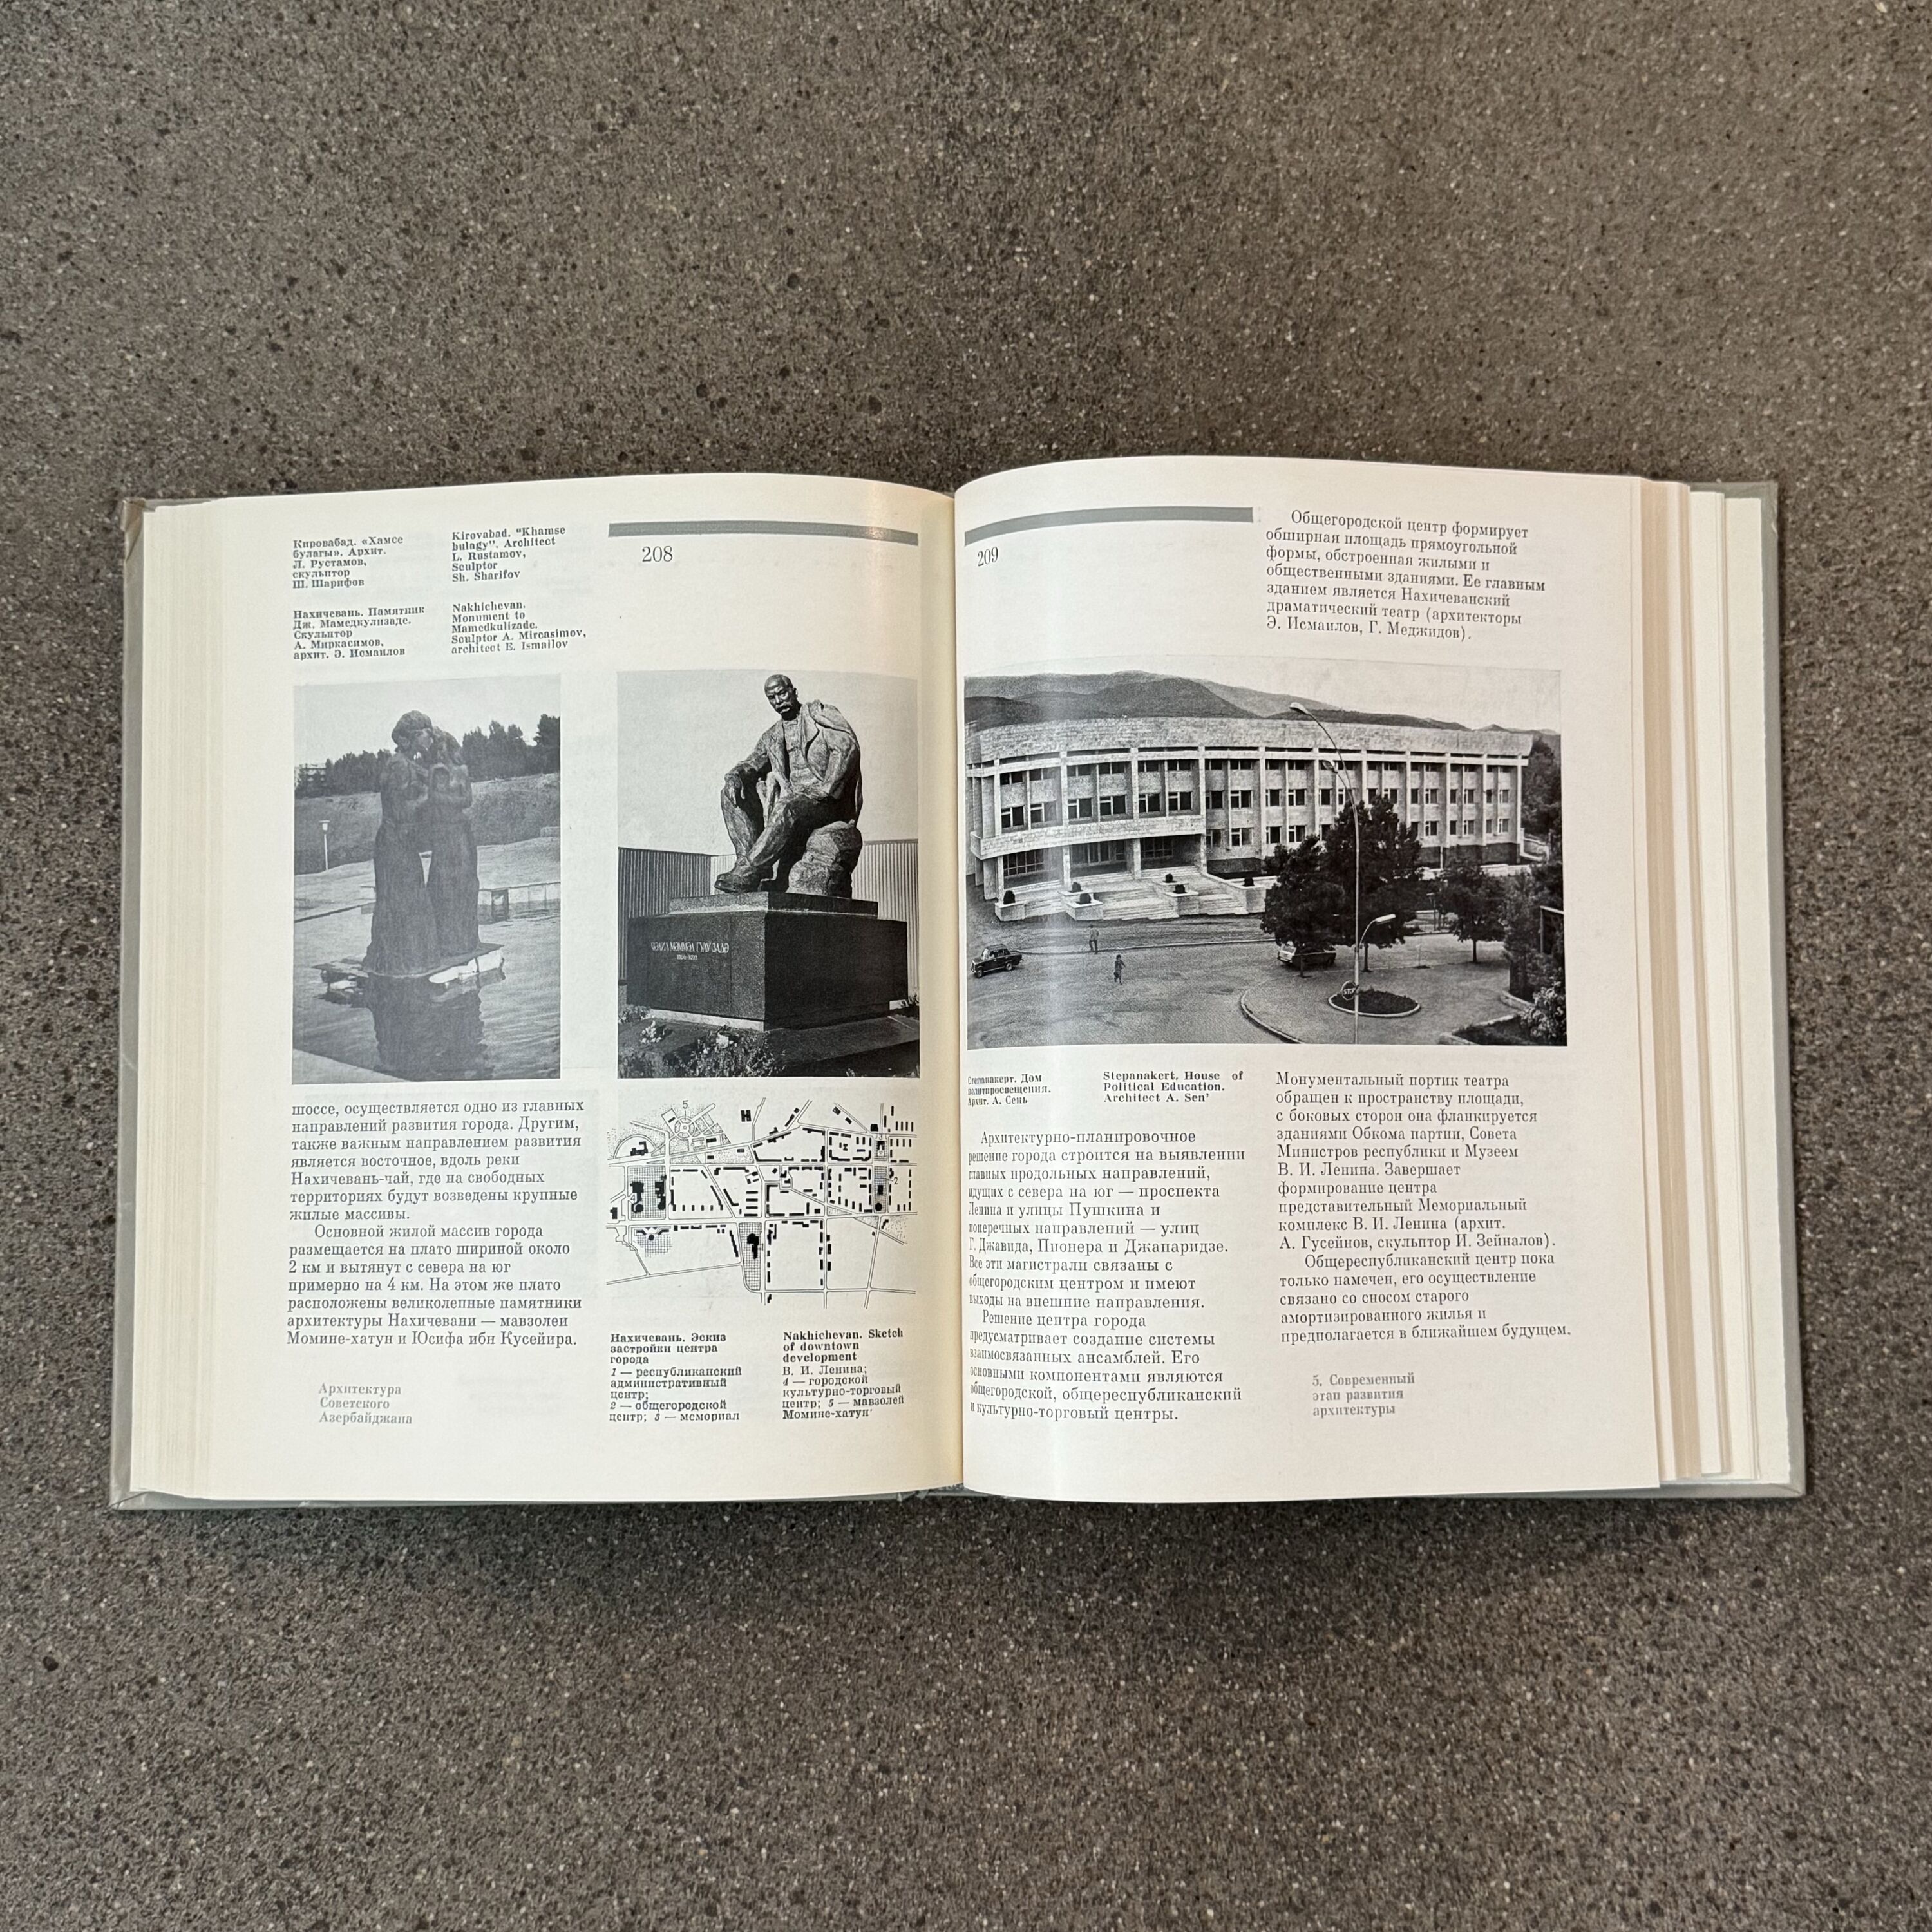 Кировабад. «Хамсе
булагы». Архит.
Л. Рустамов,
скульптор
Ш. Шарифов
Kirovabad. “Khamse
bulagy”. Architect
L. Rustamov,
Sculptor
Sh. Sharifov
Нахичевань. Памятник
Дж. Мамедкулизаде.
Скульптор
А. Миркасимов,
архит. Э. Исмаилов
Nakhichevan.
Monument to
Mamedkulizade.
Sculptor A. Mircasimov,
architect E. Ismailov
208
шоссе, осуществляется одно из главных
направлений развития города. Другим,
также важным направлением развития
является восточное, вдоль реки
Нахичевань-чай, где на свободных
территориях будут возведены крупные
жилые массивы.
Основной жилой массив города
размещается на плато шириной около
2 км и вытянут с севера на юг
примерно на 4 км. На этом же плато
расположены великолепные памятники
архитектуры Нахичевани — мавзолеи
Момине-хатун и Юсифа ибн Кусейира.
5
2
4
Нахичевань. Эскиз
застройки центра
города
1 — республиканский
административный
центр;
2 — общегородской
центр; 3 — мемориал
Nakhichevan. Sketch
of downtown
development
В. И. Ленина;
4 — городской
культурно-торговый
центр; 5 — мавзолей
Момине-хатун
Архитектура
Советского
Азербайджана
209
Общегородской центр формирует
обширная площадь прямоугольной
формы, обстроенная жилыми и
общественными зданиями. Ее главным
зданием является Нахичеванский
драматический театр (архитекторы
Э. Исмаилов, Г. Меджидов).
STOP
Степанакерт. Дом
политпросвещения.
Архит. А. Сень
Stepanakert. House of
Political Education.
Architect A. Sen'
Архитектурно-планировочное
решение города строится на выявлении
главных продольных направлений,
идущих с севера на юг — проспекта
Ленина и улицы Пушкина и
поперечных направлений — улиц
Г. Джавида, Пионера и Джапаридзе.
Все эти магистрали связаны с
общегородским центром и имеют
выходы на внешние направления.
Решение центра города
предусматривает создание системы
взаимосвязанных ансамблей. Его
основными компонентами являются
общегородской, общереспубликанский
и культурно-торговый центры.
Монументальный портик театра
обращен к пространству площади,
с боковых сторон она фланкируется
зданиями Обкома партии, Совета
Министров республики и Музеем
В. И. Ленина. Завершает
формирование центра
представительный Мемориальный
комплекс В. И. Ленина (архит.
А. Гусейнов, скульптор И. Зейналов).
Общереспубликанский центр пока
только намечен, его осуществление
связано со сносом старого
амортизированного жилья и
предполагается в ближайшем будущем.
5. Современный
этап развития
архитектуры